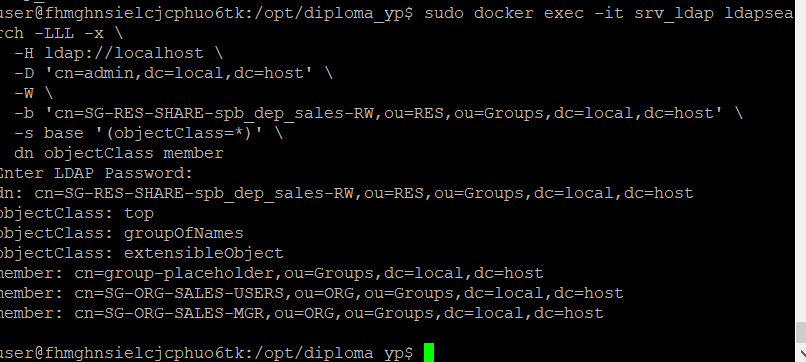 user@fhmghnsielcjcphuo6tk:/opt/diploma_yp$ sudo docker exec -it srv_ldap ldapsea
rch -LLL -x \
  -H ldap://localhost \
  -D 'cn=admin,dc=local,dc=host' \
  -W \
  -b 'cn=SG-RES-SHARE-spb_dep_sales-RW,ou=RES,ou=Groups,dc=local,dc=host' \
  -s base '(objectClass=*)' \
  dn objectClass member
Enter LDAP Password:
dn: cn=SG-RES-SHARE-spb_dep_sales-RW,ou=RES,ou=Groups,dc=local,dc=host
objectClass: top
objectClass: groupOfNames
objectClass: extensibleObject
member: cn=group-placeholder,ou=Groups,dc=local,dc=host
member: cn=SG-ORG-SALES-USERS,ou=ORG,ou=Groups,dc=local,dc=host
member: cn=SG-ORG-SALES-MGR,ou=ORG,ou=Groups,dc=local,dc=host

user@fhmghnsielcjcphuo6tk:/opt/diploma_yp$